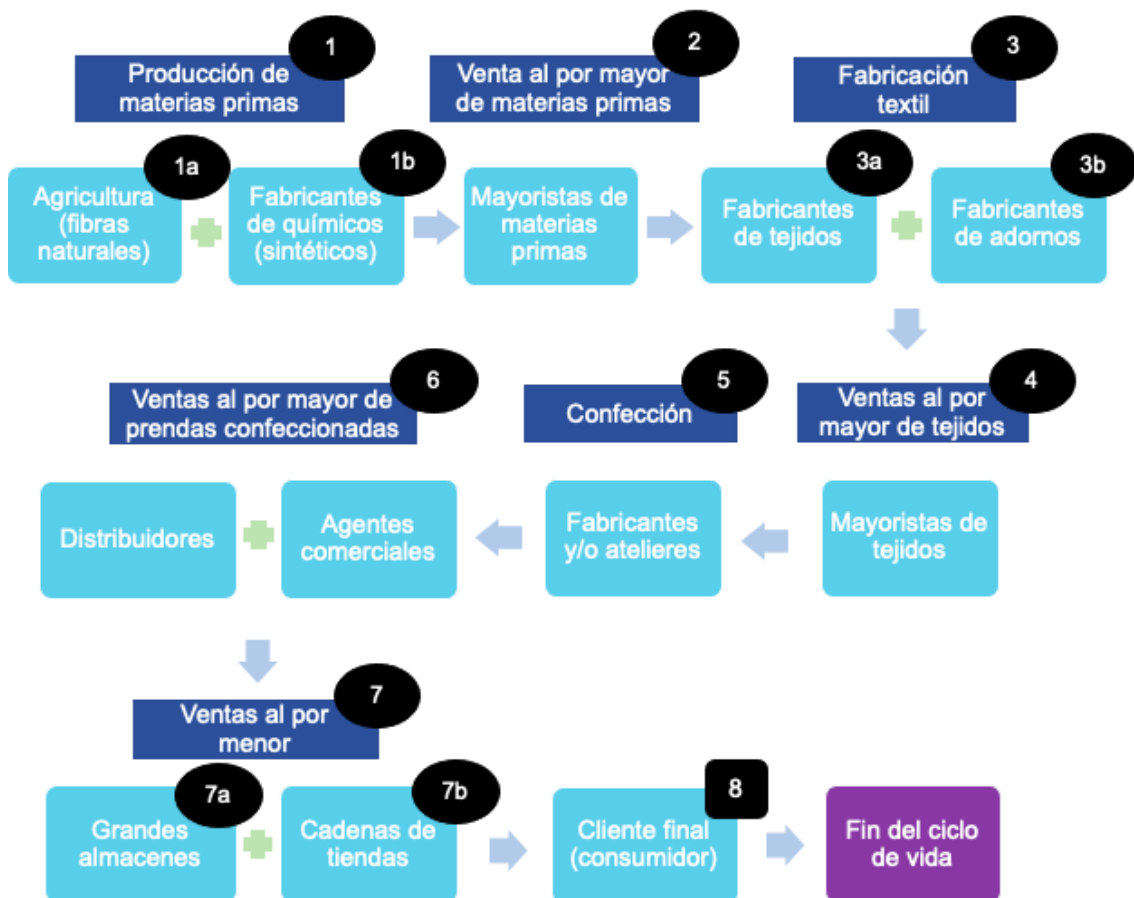 1
Producción de
materias primas
2
Venta al por mayor
de materias primas
3
Fabricación
textil
1a
Agricultura
(fibras
naturales)
1b
Fabricantes
de químicos
(sintéticos)
Mayoristas de
materias
primas
3a
Fabricantes
de tejidos
3b
Fabricantes
de adornos
6
Ventas al por mayor de
prendas confeccionadas
5
Confección
4
Ventas al por
mayor de tejidos
Distribuidores
Agentes
comerciales
Fabricantes
y/o atelieres
Mayoristas de
tejidos
7
Ventas al por
menor
7a
Grandes
almacenes
7b
Cadenas de
tiendas
8
Cliente final
(consumidor)
Fin del ciclo
de vida